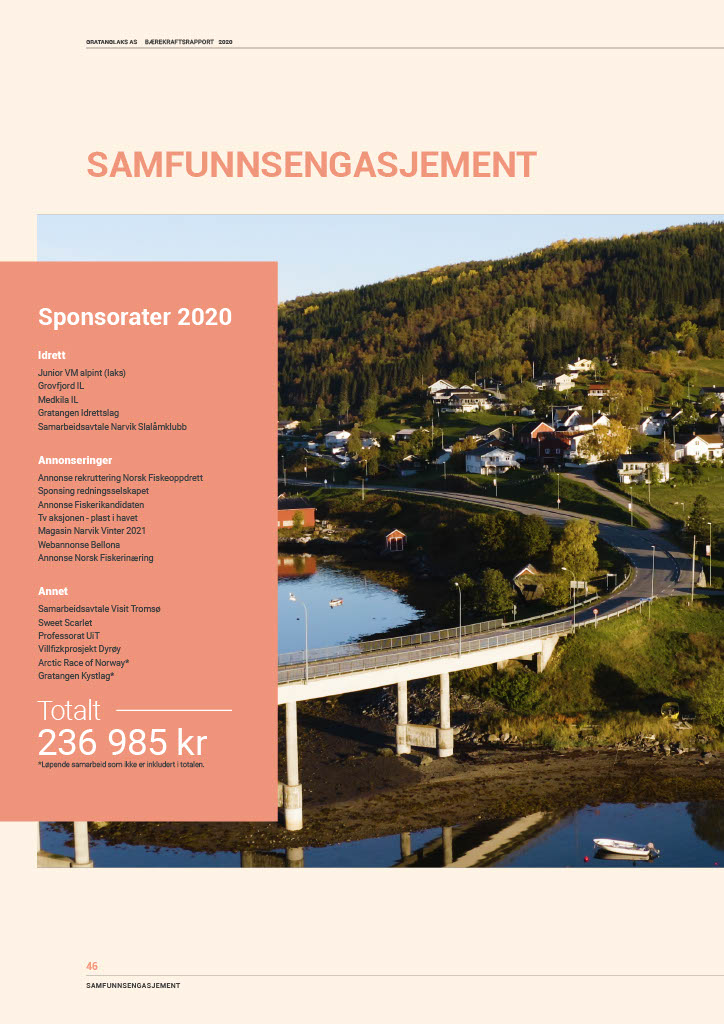 GRATANGLAKS AS BÆREKRAFTSRAPPORT 2020
SAMFUNNSENGASJEMENT
Sponsorater 2020
Idrett
Junior VM alpint (laks)
Grovfjord IL
Medkila IL
Gratangen Idrettslag
Samarbeidsavtale Narvik Slalåmklubb
Annonseringer
Annonse rekruttering Norsk Fiskeoppdrett
Sponsing redningsselskapet
Annonse Fiskerikandidaten
Tv aksjonen - plast i havet
Magasin Narvik Vinter 2021
Webannonse Bellona
Annonse Norsk Fiskerinæring
Annet
Samarbeidsavtale Visit Tromsø
Sweet Scarlet
Professorat UiT
Villfizkprosjekt Dyrøy
Arctic Race of Norway*
Gratangen Kystlag*
Totalt
236 985 kr
*Løpende samarbeid som ikke er inkludert i totalen.
46
SAMFUNNSENGASJEMENT